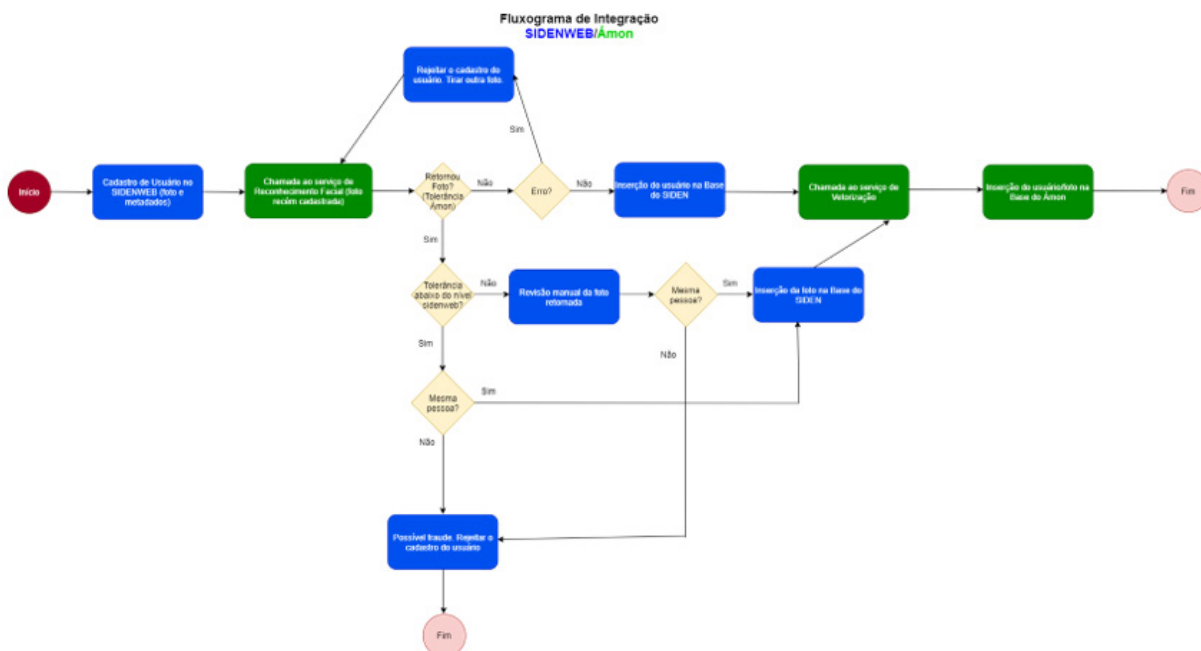 Fluxograma de Integração
SIDENWEB/Ámon
Rejeitar o cadastro do
usuário. Tirar outra foto.
Sim
Início
Cadastro de Usuário no
SIDENWEB (foto e
metadados)
Chamada ao serviço de
Reconhecimento Facial (foto
recém cadastrada)
Retornou
Foto?
(Tolerância
Ámon)
Não
Erro?
Não
Inserção do usuário na Base
do SIDEN
Chamada ao serviço de
Vetorização
Inserção do usuário/foto na
Base do Ámon
Fim
Sim
Tolerância
abaixo do nível
sidenweb?
Não
Revisão manual da foto
retornada
Mesma
pessoa?
Sim
Inserção da foto na Base do
SIDEN
Sim
Não
Mesma
pessoa?
Sim
Não
Possível fraude. Rejeitar o
cadastro do usuário
Fim